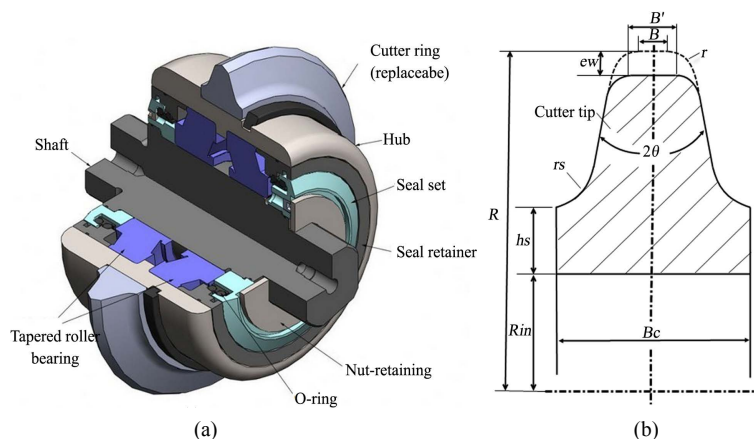 Cutter ring
(replaceabe)
Hub
Shaft
Seal set
Seal retainer
Tapered roller
bearing
Nut-retaining
O-ring
(a)
B'
B
ew
r
Cutter tip
2θ
rs
R
hs
Rin
Bc
(b)